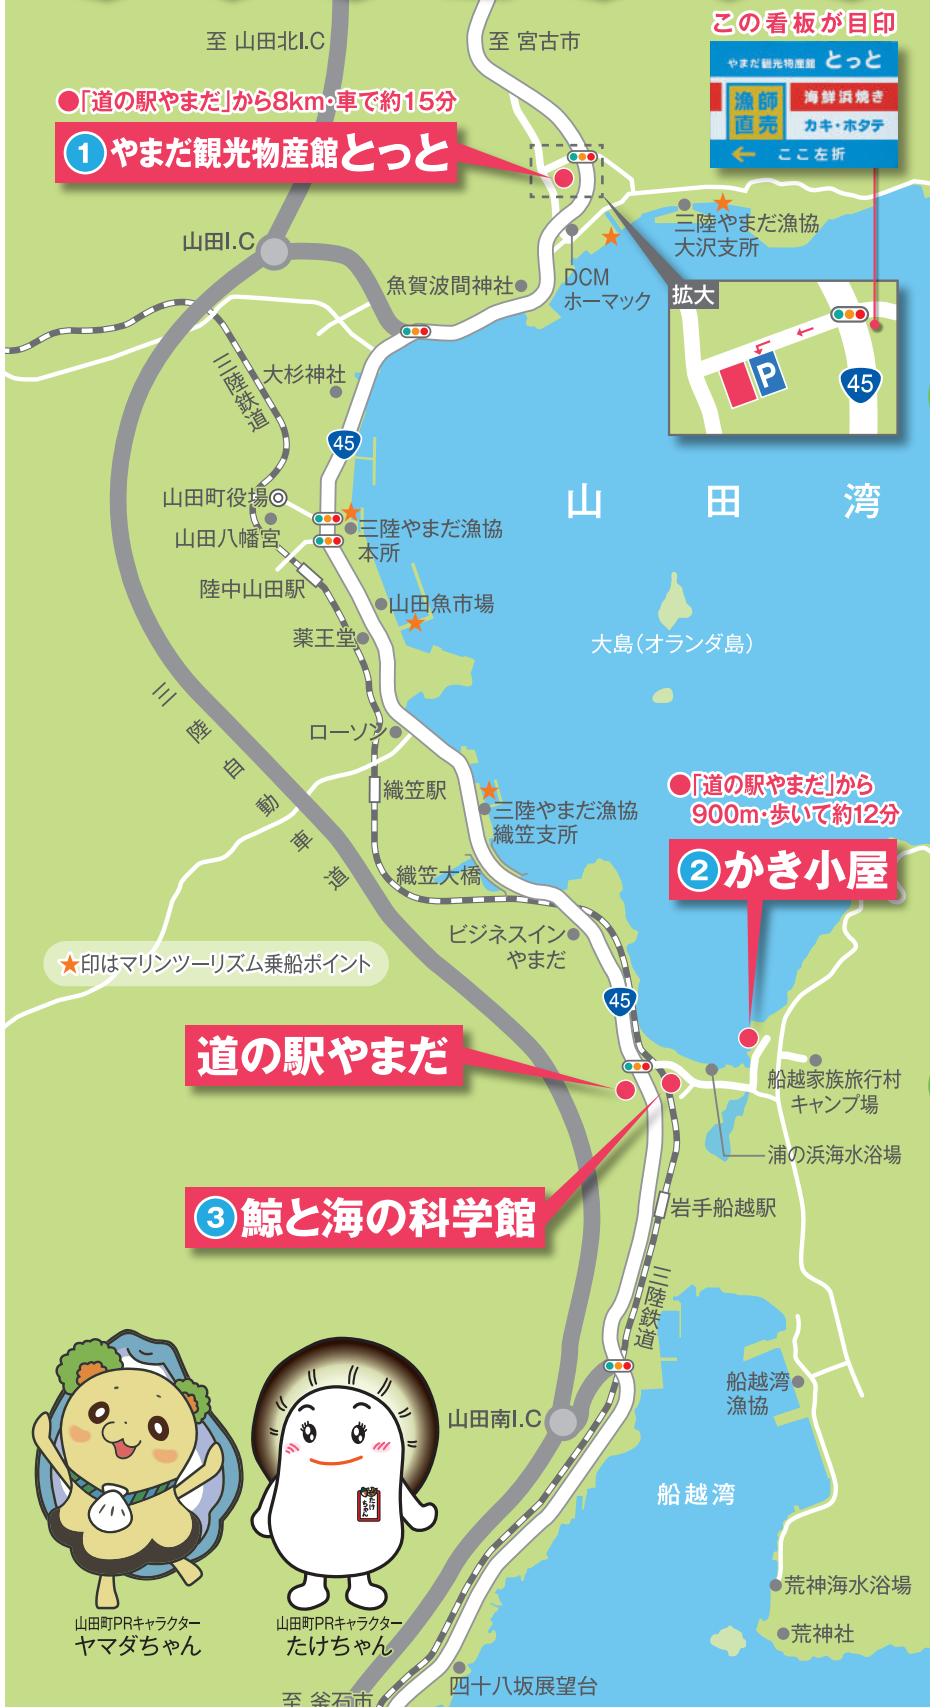 この看板が目印
やまだ観光物産館 とっと
漁師
直売
海鮮浜焼き
カキ・ホタテ
ここ左折
至 山田北I.C
至 宮古市
●「道の駅やまだ」から8km・車で約15分
1 やまだ観光物産館とっと
三陸やまだ漁協
大沢支所
山田I.C
DCM
ホーマック
魚賀波間神社
拡大
P
45
三陸鉄道
大杉神社
45
山田湾
山田町役場
山田八幡宮
三陸やまだ漁協
本所
陸中山田駅
山田魚市場
薬王堂
大島(オランダ島)
三陸自動車道
ローソン
織笠駅
三陸やまだ漁協
織笠支所
●「道の駅やまだ」から
900m・歩いて約12分
2 かき小屋
織笠大橋
ビジネスイン
やまだ
★印はマリンツーリズム乗船ポイント
45
道の駅やまだ
船越家族旅行村
キャンプ場
浦の浜海水浴場
3 鯨と海の科学館
岩手船越駅
三陸鉄道
船越湾
漁協
山田南I.C
船越湾
たけちゃん
荒神海水浴場
荒神社
山田町PRキャラクター
ヤマダちゃん
山田町PRキャラクター
たけちゃん
四十八坂展望台
至 釜石市